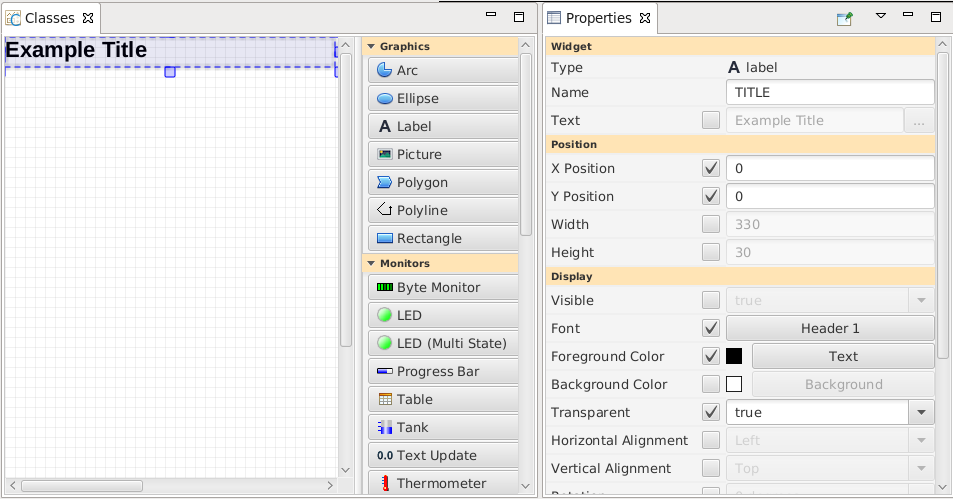 Classes
Example Title
Graphics
Arc
Ellipse
Label
Picture
Polygon
Polyline
Rectangle
Monitors
Byte Monitor
LED
LED (Multi State)
Progress Bar
Table
Tank
0.0 Text Update
Thermometer
Properties
Widget
Type A label
Name TITLE
Text Example Title ...
Position
X Position 0
Y Position 0
Width 330
Height 30
Display
Visible true
Font Header 1
Foreground Color Text
Background Color Background
Transparent true
Horizontal Alignment Left
Vertical Alignment Top